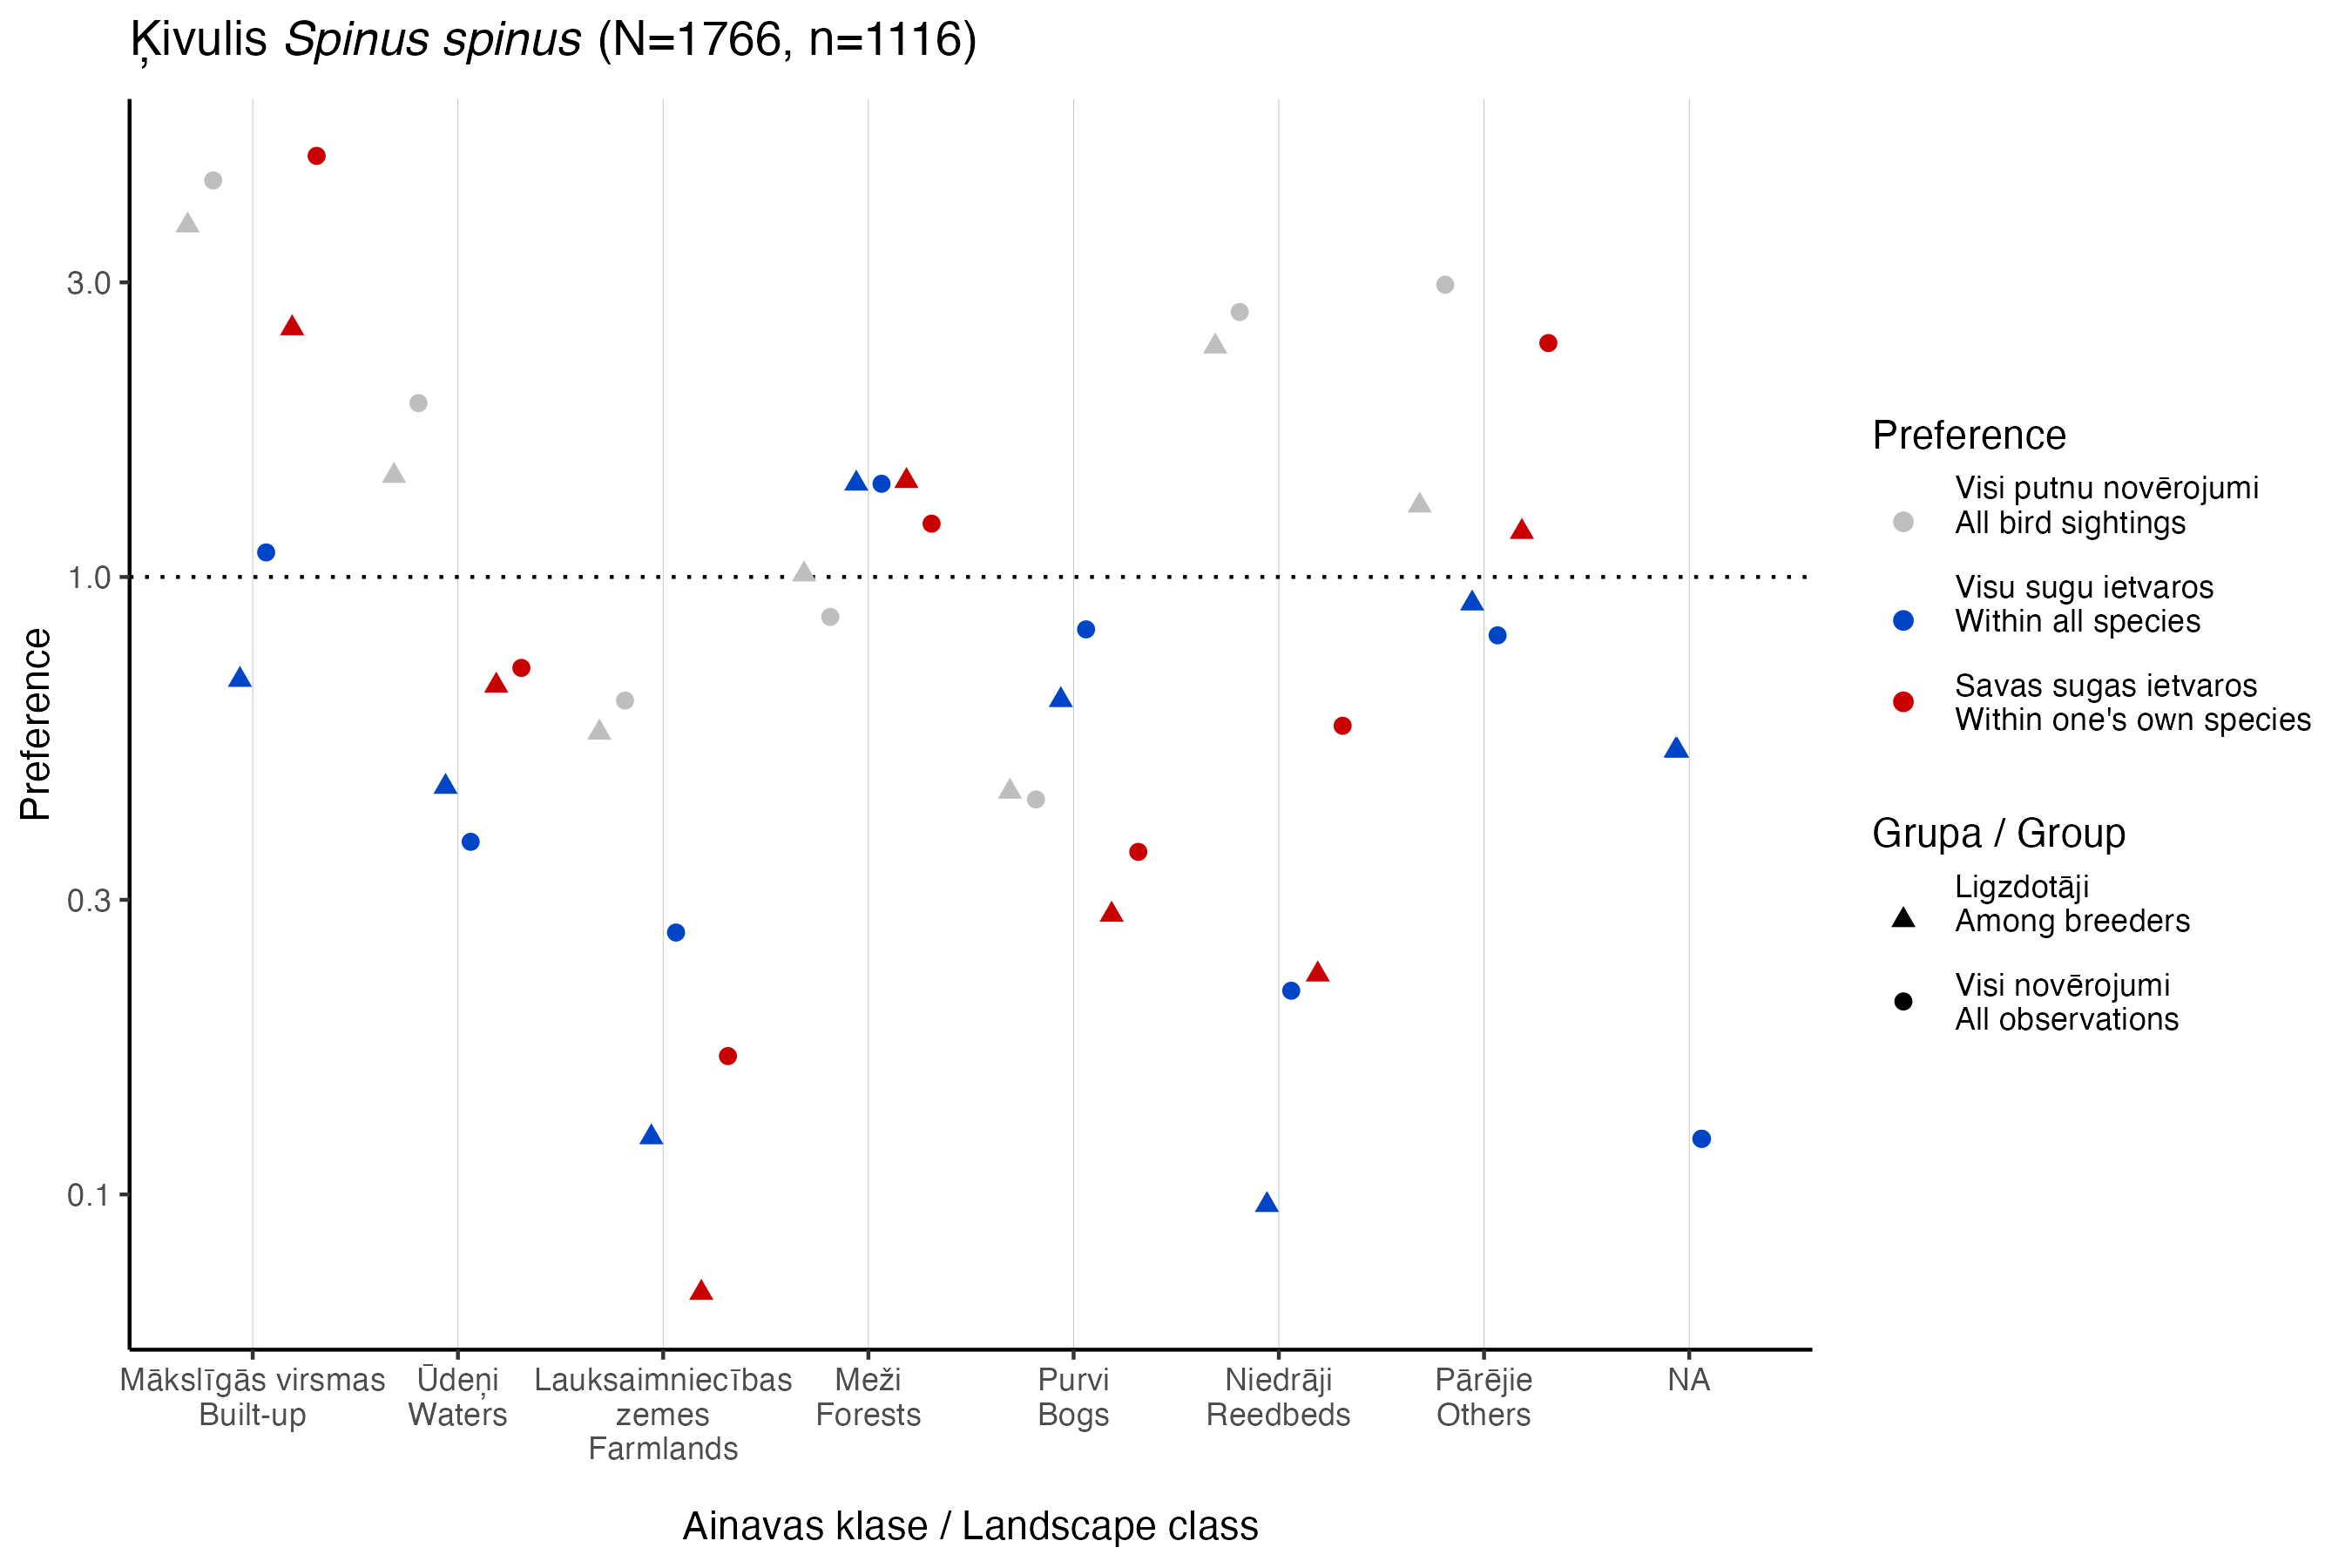 Ķivulis Spinus spinus (N=1766, n=1116)
Preference
3.0
1.0
0.3
0.1
Mākslīgās virsmas
Built-up
Ūdeņi
Waters
Lauksaimniecības
zemes
Farmlands
Meži
Forests
Purvi
Bogs
Niedrāji
Reedbeds
Pārējie
Others
NA
Ainavas klase / Landscape class
Preference
Visi putnu novērojumi
All bird sightings
Visu sugu ietvaros
Within all species
Savas sugas ietvaros
Within one's own species
Grupa / Group
Ligzdotāji
Among breeders
Visi novērojumi
All observations